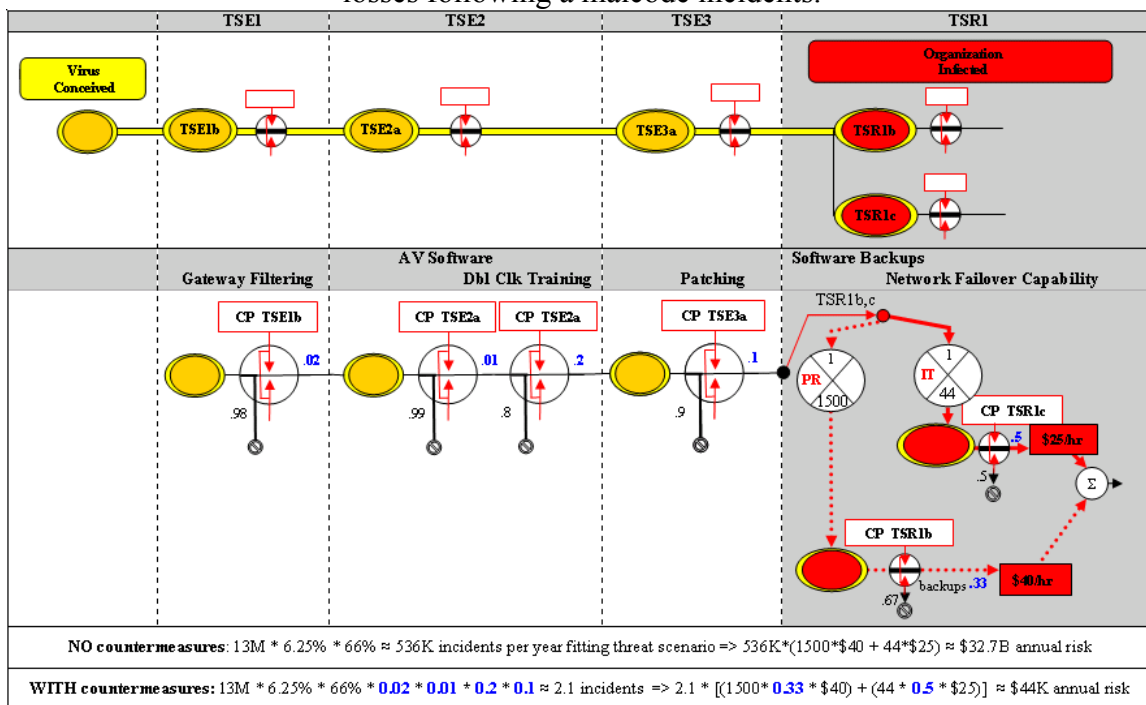 losses following a malcode incidents.
TSE1 TSE2 TSE3 TSR1
Virus
Conceived
Organization
Infected
TSE1b TSE2a TSE3a TSR1b
TSR1c
AV Software Software Backups
Gateway Filtering Dbl Clk Training Patching Network Failover Capability
TSR1b,c
CP TSE1b CP TSE2a CP TSE2a CP TSE3a
.02 .01 .2 .1
.98 .99 .8 .9
1 1
PR IT
1500 44
CP TSR1c
.5 $25/hr
.5
Σ
CP TSR1b
backups .33 $40/hr
.67
NO countermeasures: 13M * 6.25% * 66% ≈ 536K incidents per year fitting threat scenario => 536K*(1500*$40 + 44*$25) ≈ $32.7B annual risk
WITH countermeasures: 13M * 6.25% * 66% * 0.02 * 0.01 * 0.2 * 0.1 ≈ 2.1 incidents => 2.1 * [(1500* 0.33 * $40) + (44 * 0.5 * $25)] ≈ $44K annual risk